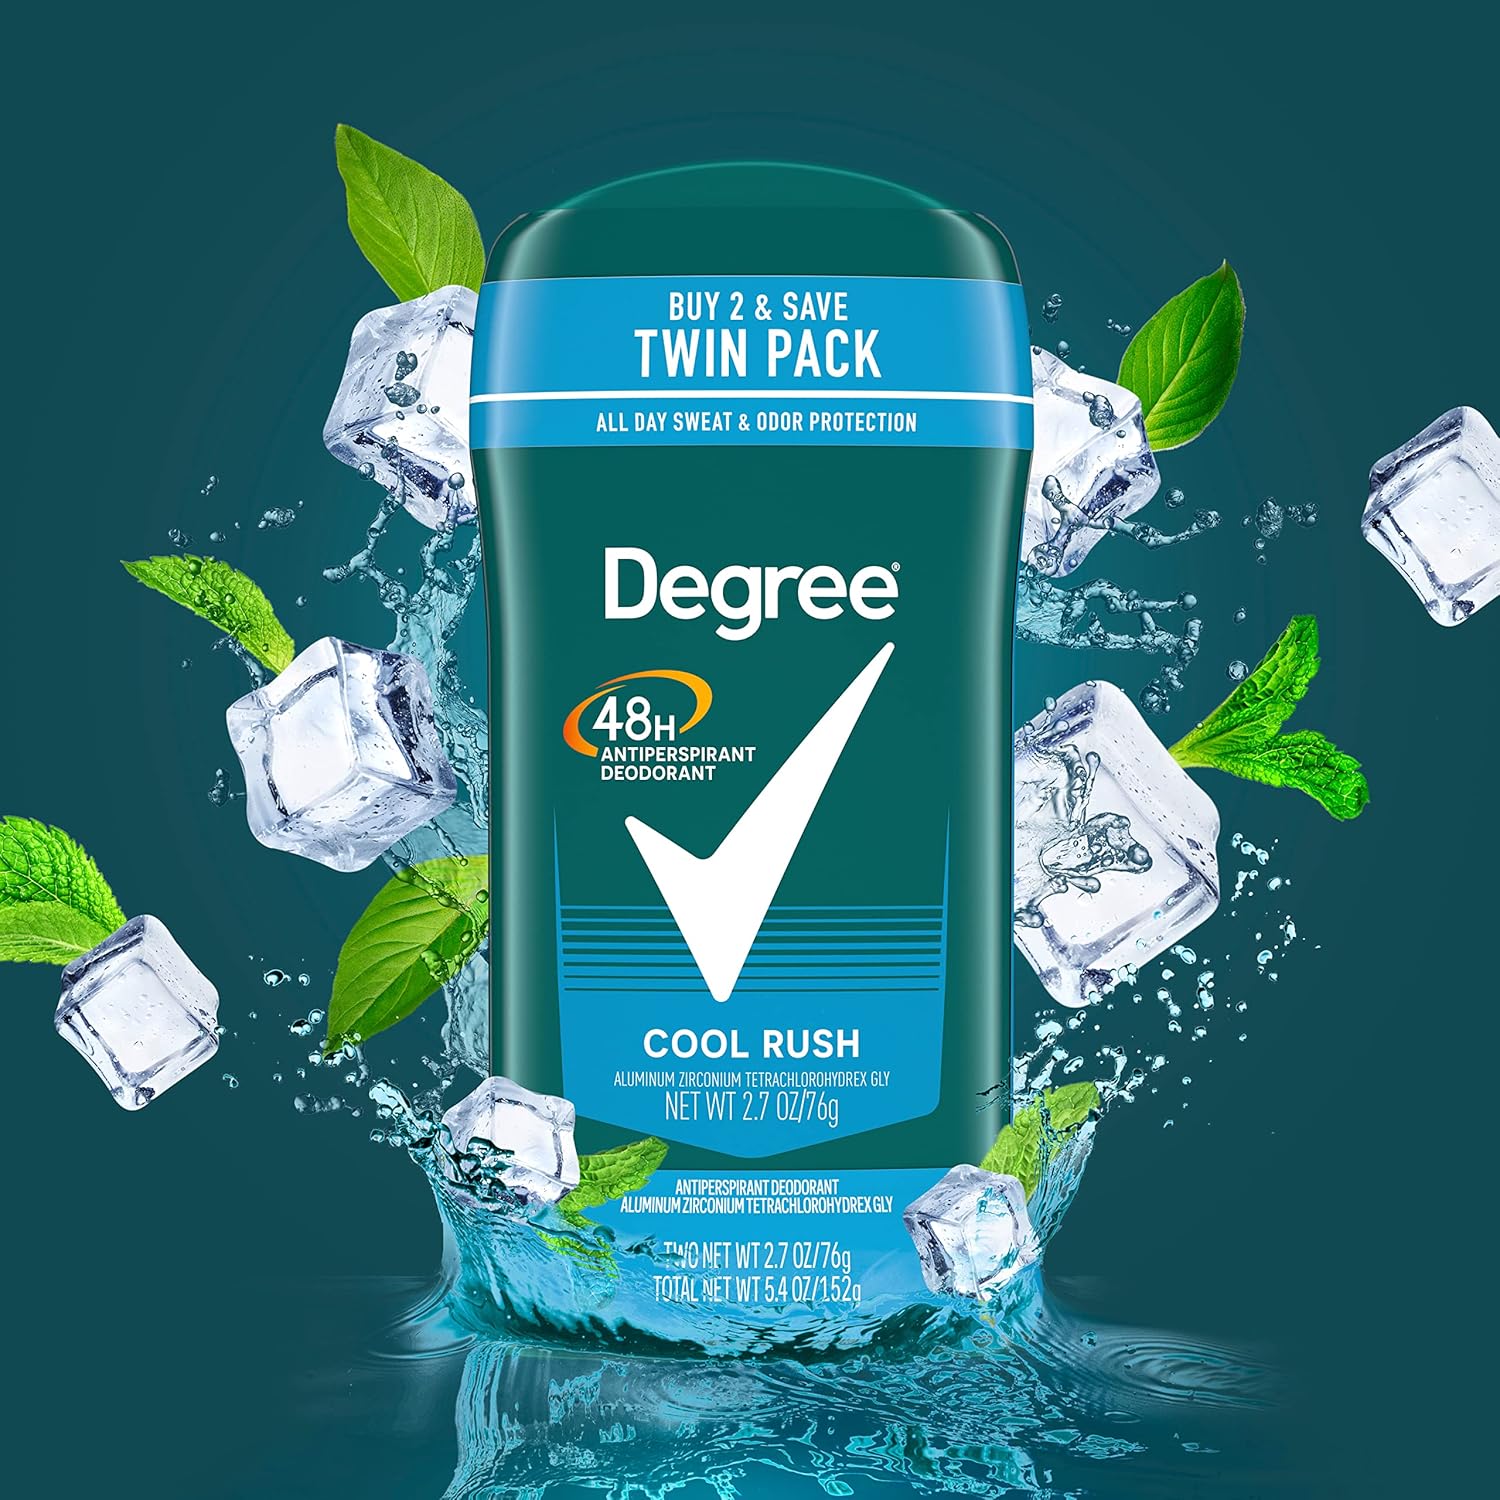 BUY 2 & SAVE
TWIN PACK
ALL DAY SWEAT & ODOR PROTECTION
Degree®
48H
ANTIPERSPIRANT
DEODORANT
COOL RUSH
ALUMINUM ZIRCONIUM TETRACHLOROHYDREX GLY
NET WT 2.7 OZ/76g
ANTIPERSPIRANT DEODORANT
ALUMINUM ZIRCONIUM TETRACHLOROHYDREX GLY
TWO NET WT 2.7 OZ/76g
TOTAL NET WT 5.4 OZ/152g